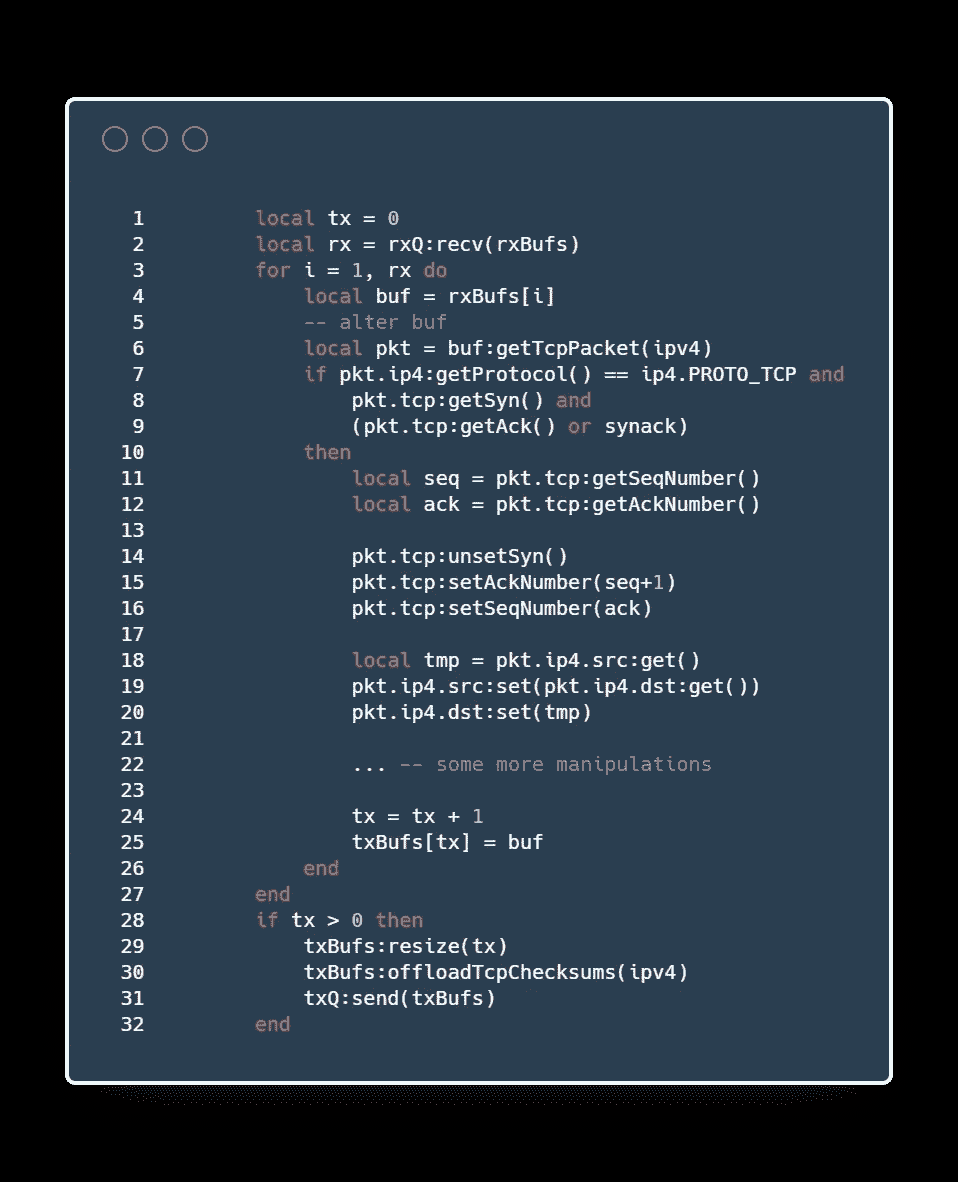 1 local tx = 0
2 local rx = rxQ:recv(rxBufs)
3 for i = 1, rx do
4     local buf = rxBufs[i]
5     -- alter buf
6     local pkt = buf:getTcpPacket(ipv4)
7     if pkt.ip4:getProtocol() == ip4.PROTO_TCP and
8         pkt.tcp:getSyn() and
9         (pkt.tcp:getAck() or synack)
10     then
11         local seq = pkt.tcp:getSeqNumber()
12         local ack = pkt.tcp:getAckNumber()
13
14         pkt.tcp:unsetSyn()
15         pkt.tcp:setAckNumber(seq+1)
16         pkt.tcp:setSeqNumber(ack)
17
18         local tmp = pkt.ip4.src:get()
19         pkt.ip4.src:set(pkt.ip4.dst:get())
20         pkt.ip4.dst:set(tmp)
21
22         ... -- some more manipulations
23
24         tx = tx + 1
25         txBufs[tx] = buf
26     end
27 end
28 if tx > 0 then
29     txBufs:resize(tx)
30     txBufs:offloadTcpChecksums(ipv4)
31     txQ:send(txBufs)
32 end